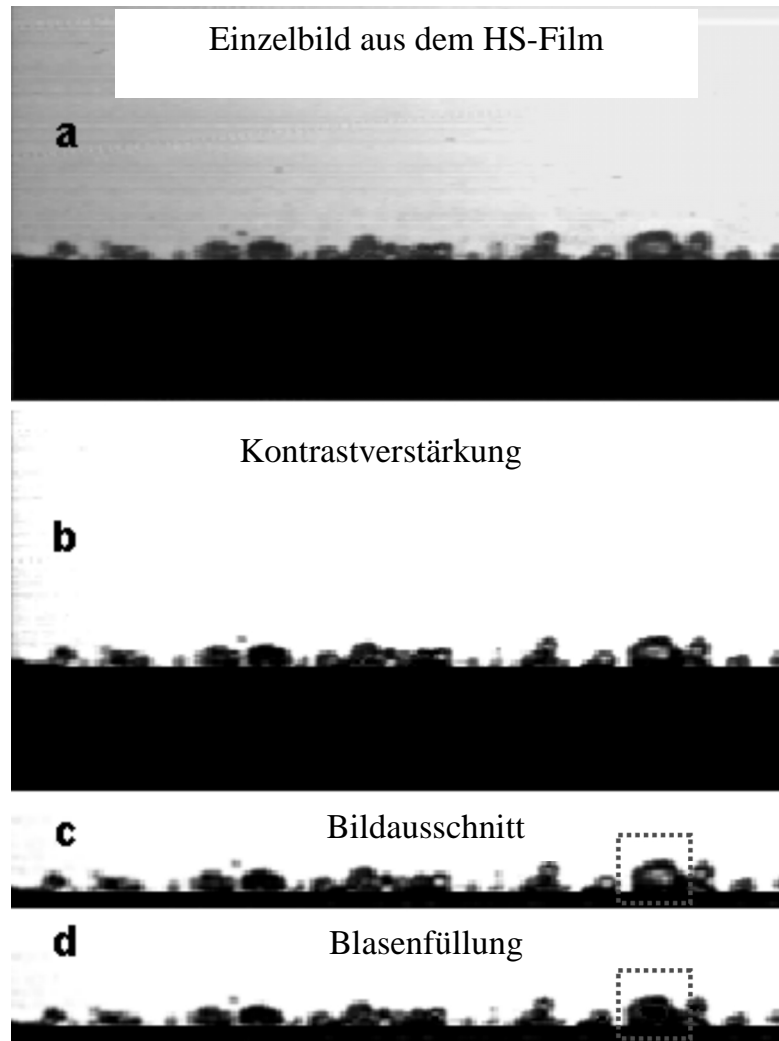 Einzelbild aus dem HS-Film
a
Kontrastverstärkung
b
c
Bildausschnitt
d
Blasenfüllung